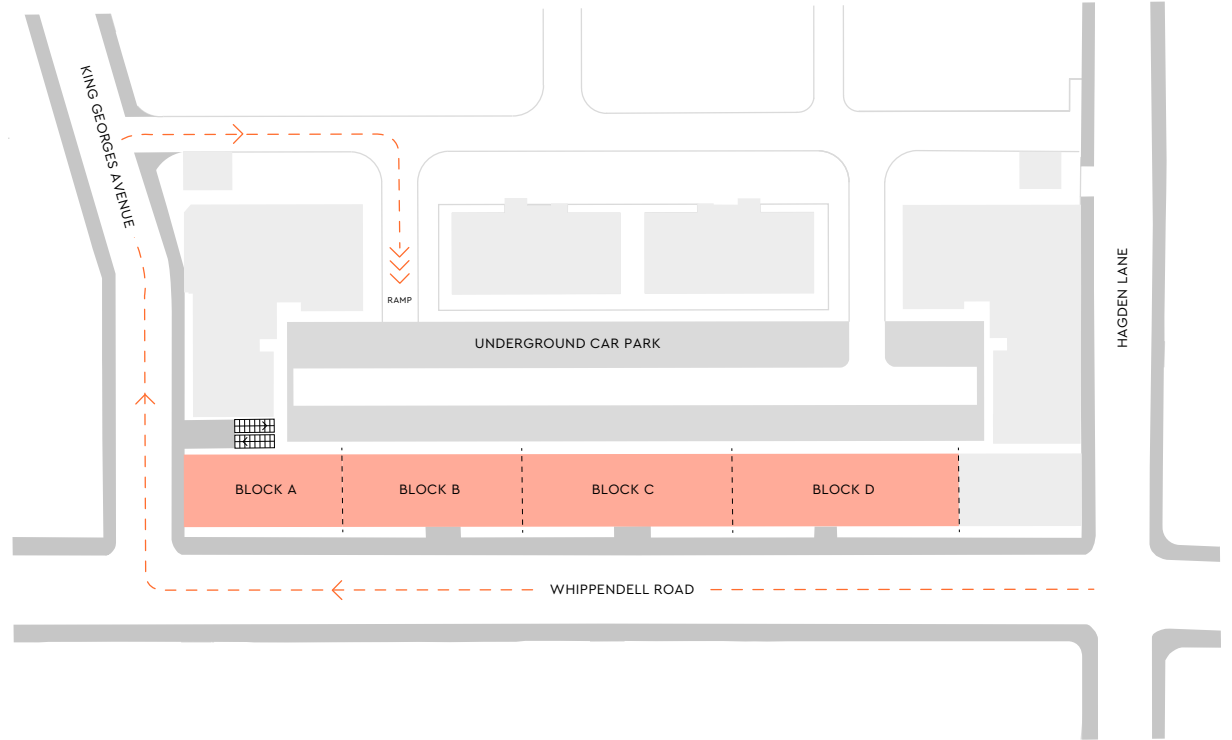 KING GEORGES AVENUE
HAGDEN LANE
RAMP
UNDERGROUND CAR PARK
BLOCK A
BLOCK B
BLOCK C
BLOCK D
WHIPPENDELL ROAD